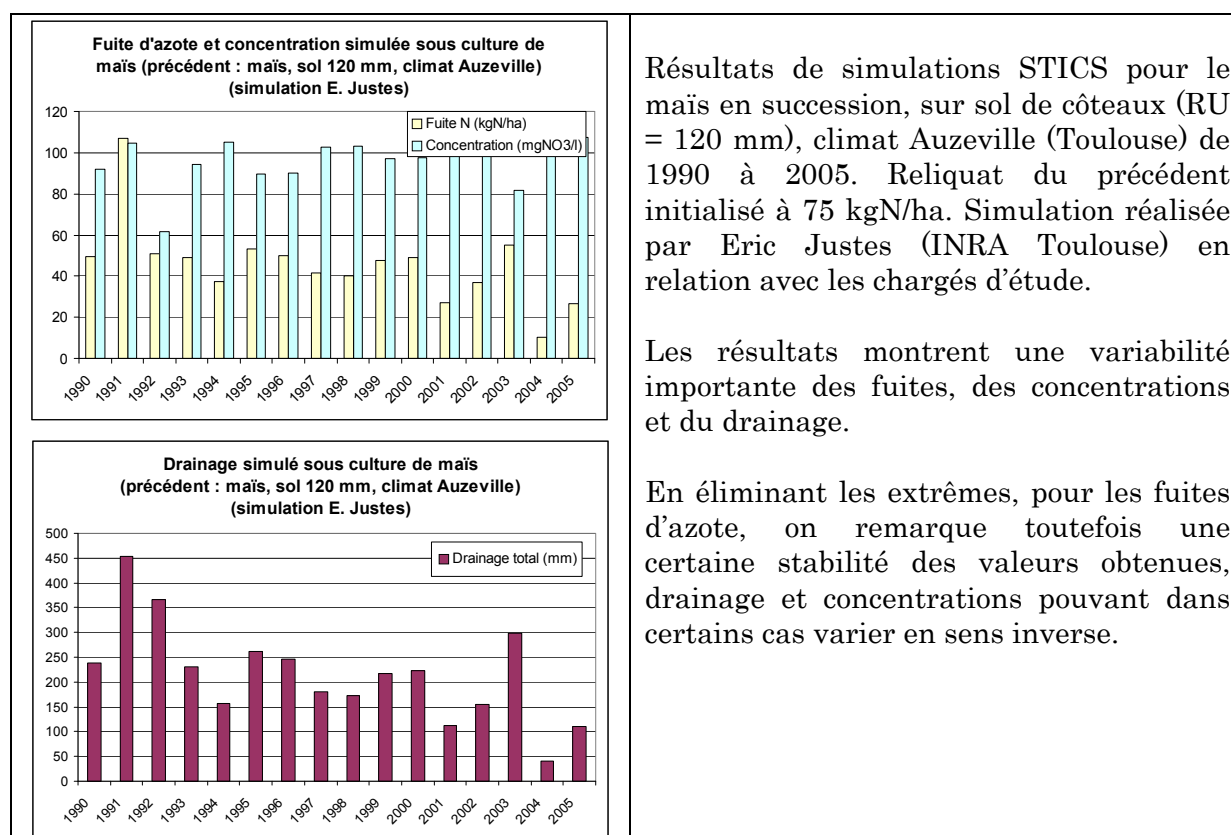 Fuite d'azote et concentration simulée sous culture de
maïs (précédent : maïs, sol 120 mm, climat Auzeville)
(simulation E. Justes)
120
100
80
60
40
20
0
Fuite N (kgN/ha)
Concentration (mgNO3/l)
1990
1991
1992
1993
1994
1995
1996
1997
1998
1999
2000
2001
2002
2003
2004
2005
Drainage simulé sous culture de maïs
(précédent : maïs, sol 120 mm, climat Auzeville)
(simulation E. Justes)
500
450
400
350
300
250
200
150
100
50
0
Drainage total (mm)
1990
1991
1992
1993
1994
1995
1996
1997
1998
1999
2000
2001
2002
2003
2004
2005
Résultats de simulations STICS pour le
maïs en succession, sur sol de côteaux (RU
= 120 mm), climat Auzeville (Toulouse) de
1990 à 2005. Reliquat du précédent
initialisé à 75 kgN/ha. Simulation réalisée
par Eric Justes (INRA Toulouse) en
relation avec les chargés d'étude.
Les résultats montrent une variabilité
importante des fuites, des concentrations
et du drainage.
En éliminant les extrêmes, pour les fuites
d'azote, on remarque toutefois une
certaine stabilité des valeurs obtenues,
drainage et concentrations pouvant dans
certains cas varier en sens inverse.